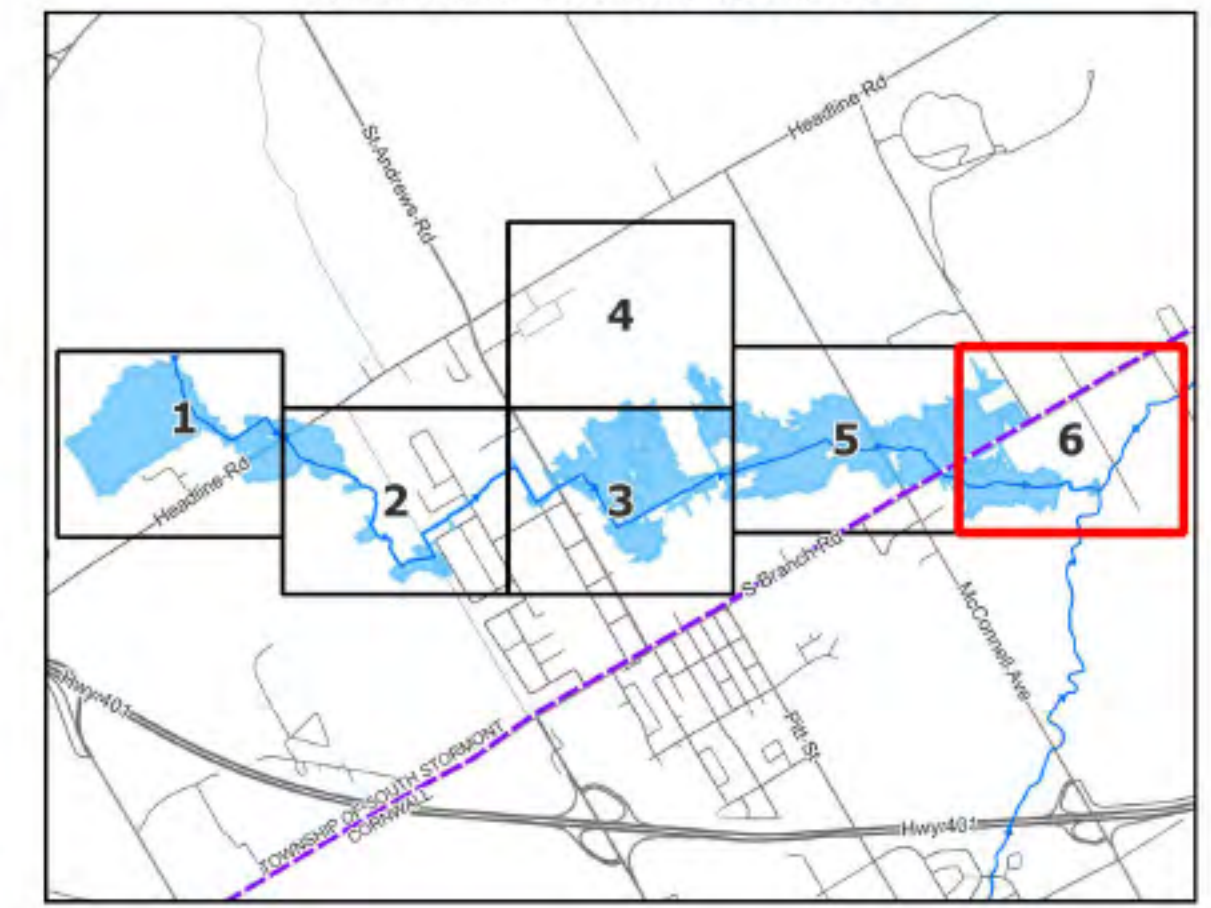 Headline Rd
St Andrews Rd
4
1
5
6
2
3
Headline Rd
S Branch Rd
McConnell Ave
Hwy 401
Pitt St
TOWNSHIP OF SOUTH STORMONT
CORNWALL
Hwy 401